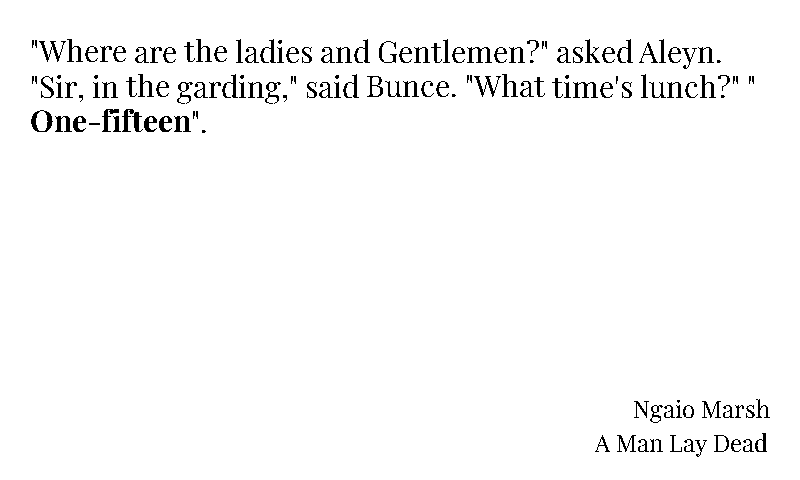 "Where are the ladies and Gentlemen?" asked Aleyn.
"Sir, in the garding," said Bunce. "What time's lunch?" "
One-fifteen".
Ngaio Marsh
A Man Lay Dead